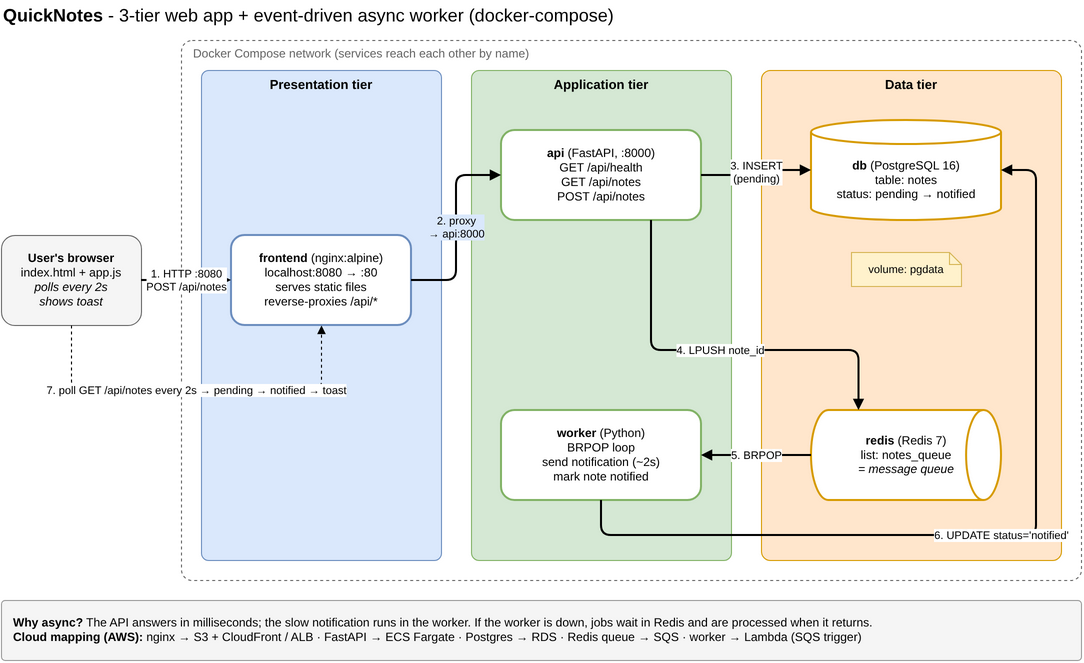 QuickNotes - 3-tier web app + event-driven async worker (docker-compose)
Docker Compose network (services reach each other by name)
Presentation tier
Application tier
Data tier
User's browser
index.html + app.js
polls every 2s
shows toast
1. HTTP :8080
POST /api/notes
frontend (nginx:alpine)
localhost:8080 → :80
serves static files
reverse-proxies /api/*
2. proxy
→ api:8000
api (FastAPI, :8000)
GET /api/health
GET /api/notes
POST /api/notes
3. INSERT
(pending)
db (PostgreSQL 16)
table: notes
status: pending → notified
volume: pgdata
4. LPUSH note_id
7. poll GET /api/notes every 2s → pending → notified → toast
worker (Python)
BRPOP loop
send notification (~2s)
mark note notified
5. BRPOP
redis (Redis 7)
list: notes_queue
= message queue
6. UPDATE status='notified'
Why async? The API answers in milliseconds; the slow notification runs in the worker. If the worker is down, jobs wait in Redis and are processed when it returns.
Cloud mapping (AWS): nginx → S3 + CloudFront / ALB · FastAPI → ECS Fargate · Postgres → RDS · Redis queue → SQS · worker → Lambda (SQS trigger)